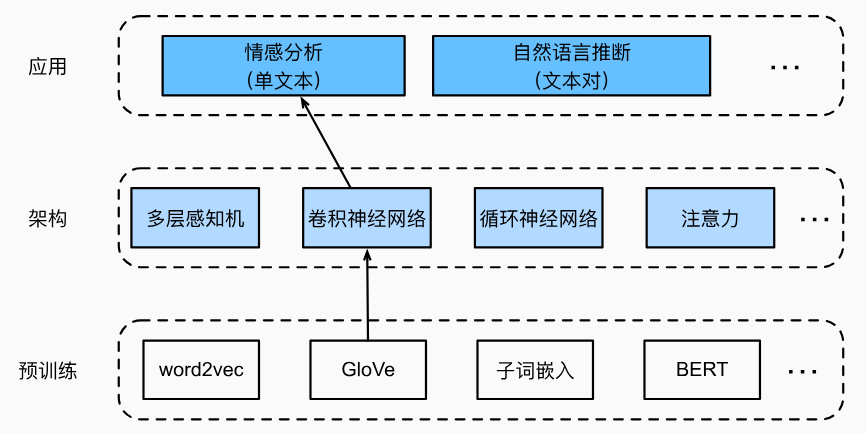 应用
情感分析
(单文本)
自然语言推断
(文本对)
···
架构
多层感知机
卷积神经网络
循环神经网络
注意力
···
预训练
word2vec
GloVe
子词嵌入
BERT
···